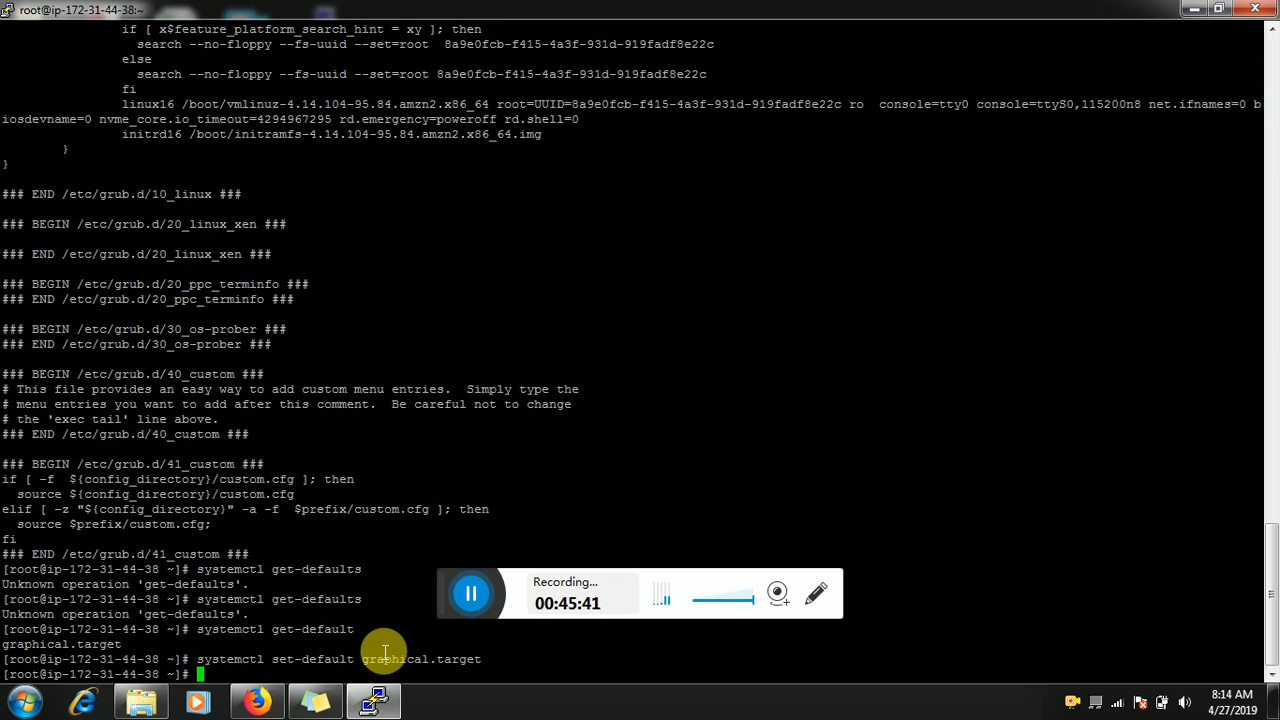 root@ip-172-31-44-38:~
if [ x$feature_platform_search_hint = xy ]; then
search --no-floppy --fs-uuid --set=root  8a9e0fcb-f415-4a3f-931d-919fadf8e22c
else
search --no-floppy --fs-uuid --set=root 8a9e0fcb-f415-4a3f-931d-919fadf8e22c
fi
linux16 /boot/vmlinuz-4.14.104-95.84.amzn2.x86_64 root=UUID=8a9e0fcb-f415-4a3f-931d-919fadf8e22c ro  console=tty0 console=ttyS0,115200n8 net.ifnames=0 b
iosdevname=0 nvme_core.io_timeout=4294967295 rd.emergency=poweroff rd.shell=0
initrd16 /boot/initramfs-4.14.104-95.84.amzn2.x86_64.img
}
}
### END /etc/grub.d/10_linux ###
### BEGIN /etc/grub.d/20_linux_xen ###
### END /etc/grub.d/20_linux_xen ###
### BEGIN /etc/grub.d/20_ppc_terminfo ###
### END /etc/grub.d/20_ppc_terminfo ###
### BEGIN /etc/grub.d/30_os-prober ###
### END /etc/grub.d/30_os-prober ###
### BEGIN /etc/grub.d/40_custom ###
# This file provides an easy way to add custom menu entries.  Simply type the
# menu entries you want to add after this comment.  Be careful not to change
# the 'exec tail' line above.
### END /etc/grub.d/40_custom ###
### BEGIN /etc/grub.d/41_custom ###
if [ -f  ${config_directory}/custom.cfg ]; then
source ${config_directory}/custom.cfg
elif [ -z "${config_directory}" -a -f  $prefix/custom.cfg ]; then
source $prefix/custom.cfg;
fi
### END /etc/grub.d/41_custom ###
[root@ip-172-31-44-38 ~]# systemctl get-defaults
Unknown operation 'get-defaults'.
[root@ip-172-31-44-38 ~]# systemctl get-defaults
Unknown operation 'get-defaults'.
[root@ip-172-31-44-38 ~]# systemctl get-default
graphical.target
[root@ip-172-31-44-38 ~]# systemctl set-default graphical.target
[root@ip-172-31-44-38 ~]#
Recording...
00:45:41
8:14 AM
4/27/2019